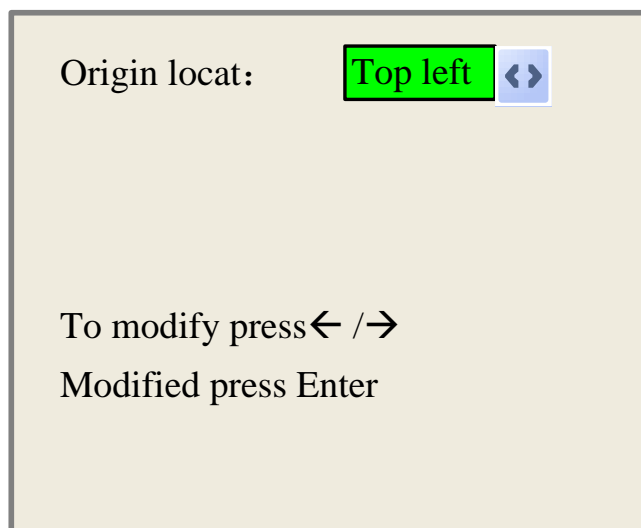 Origin locat： Top left
To modify press← /→
Modified press Enter